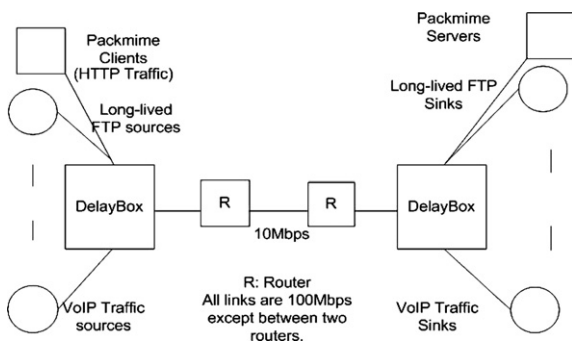 Packmime
Clients
(HTTP Traffic)
Packmime
Servers
Long-lived
FTP sources
Long-lived FTP
Sinks
DelayBox
R
R
DelayBox
10Mbps
R: Router
All links are 100Mbps
except between two
routers.
VoIP Traffic
sources
VoIP Traffic
Sinks